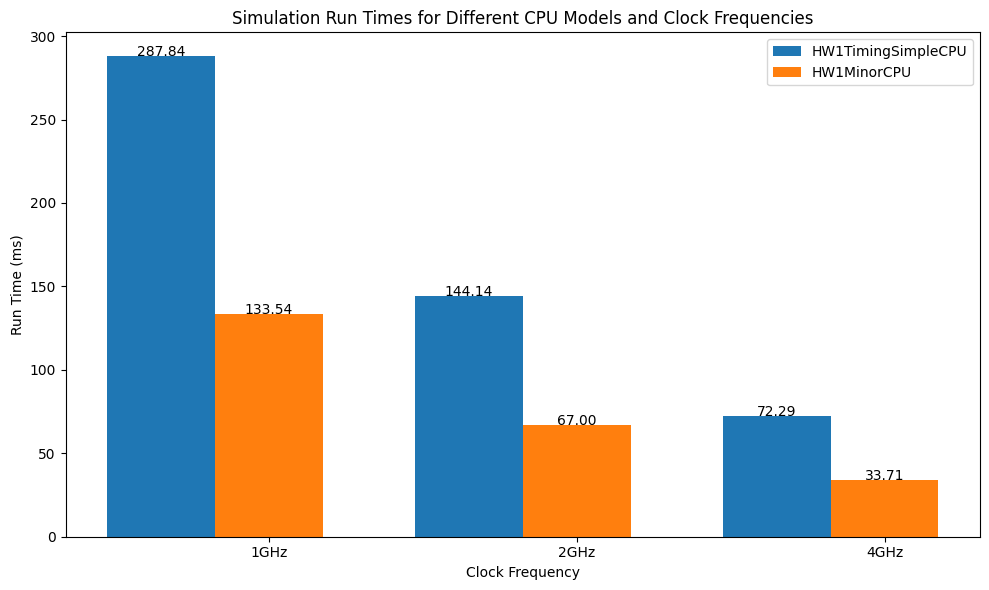 Simulation Run Times for Different CPU Models and Clock Frequencies
HW1TimingSimpleCPU
HW1MinorCPU
Run Time (ms)
300
250
200
150
100
50
0
287.84
133.54
144.14
67.00
72.29
33.71
1GHz
2GHz
4GHz
Clock Frequency